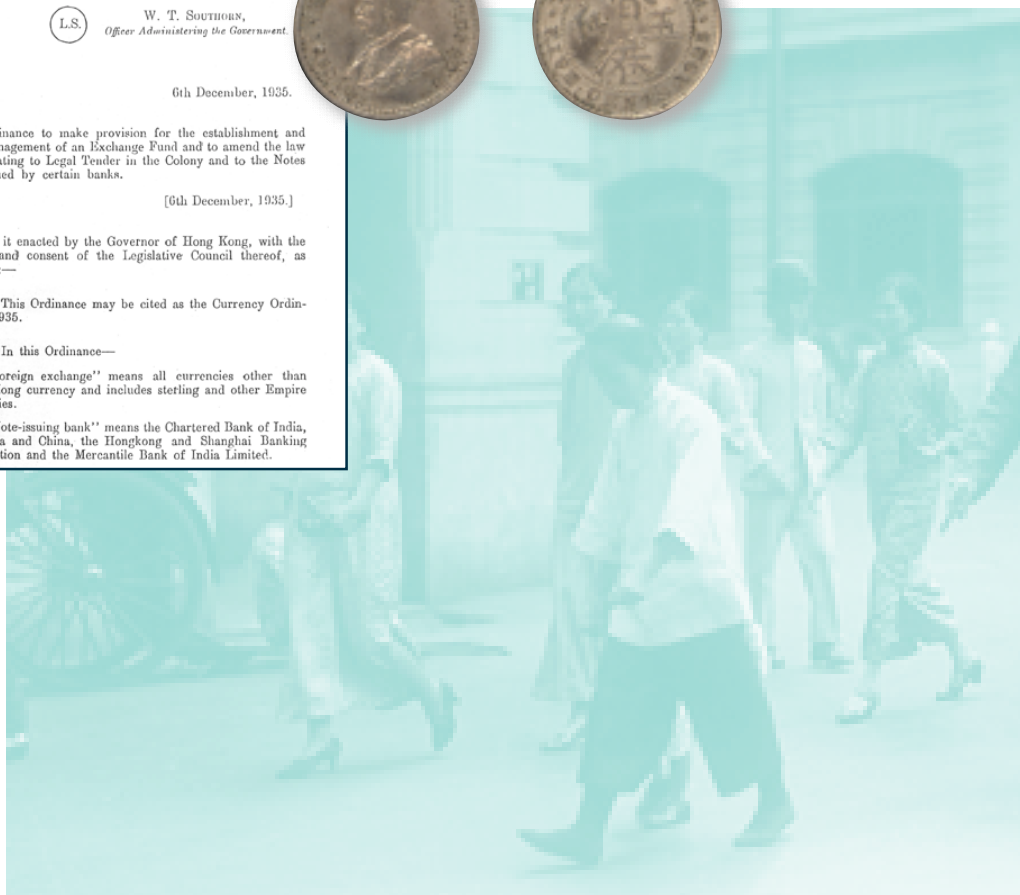 L.S.
W. T. SOUTHORN,
Officer Administering the Government.
6th December, 1935.
inance to make provision for the establishment and
nagement of an Exchange Fund and to amend the law
ating to Legal Tender in the Colony and to the Notes
ued by certain banks.
[6th December, 1935.]
it enacted by the Governor of Hong Kong, with the
and consent of the Legislative Council thereof, as
:—
This Ordinance may be cited as the Currency Ordin-
935.
In this Ordinance—
oreign exchange" means all currencies other than
ong currency and includes sterling and other Empire
ies.
ote-issuing bank" means the Chartered Bank of India,
a and China, the Hongkong and Shanghai Banking
tion and the Mercantile Bank of India Limited.